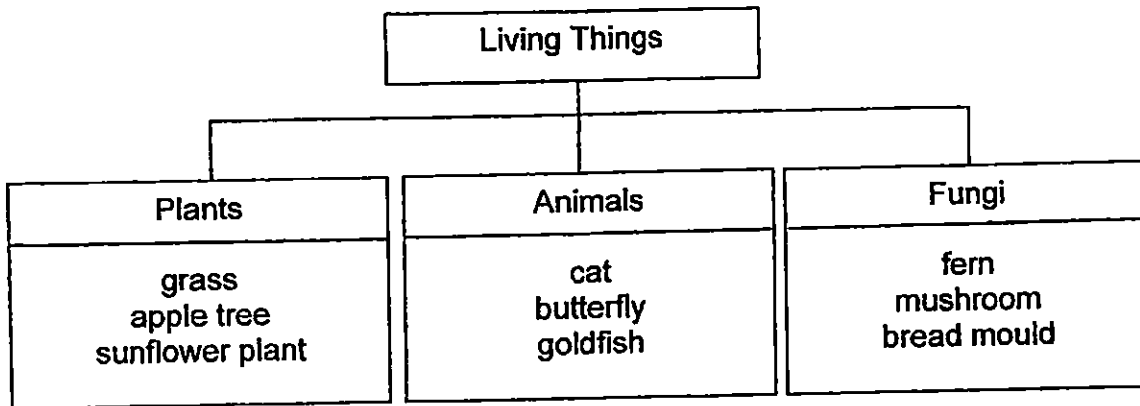 Living Things
Plants
grass
apple tree
sunflower plant
Animals
cat
butterfly
goldfish
Fungi
fern
mushroom
bread mould